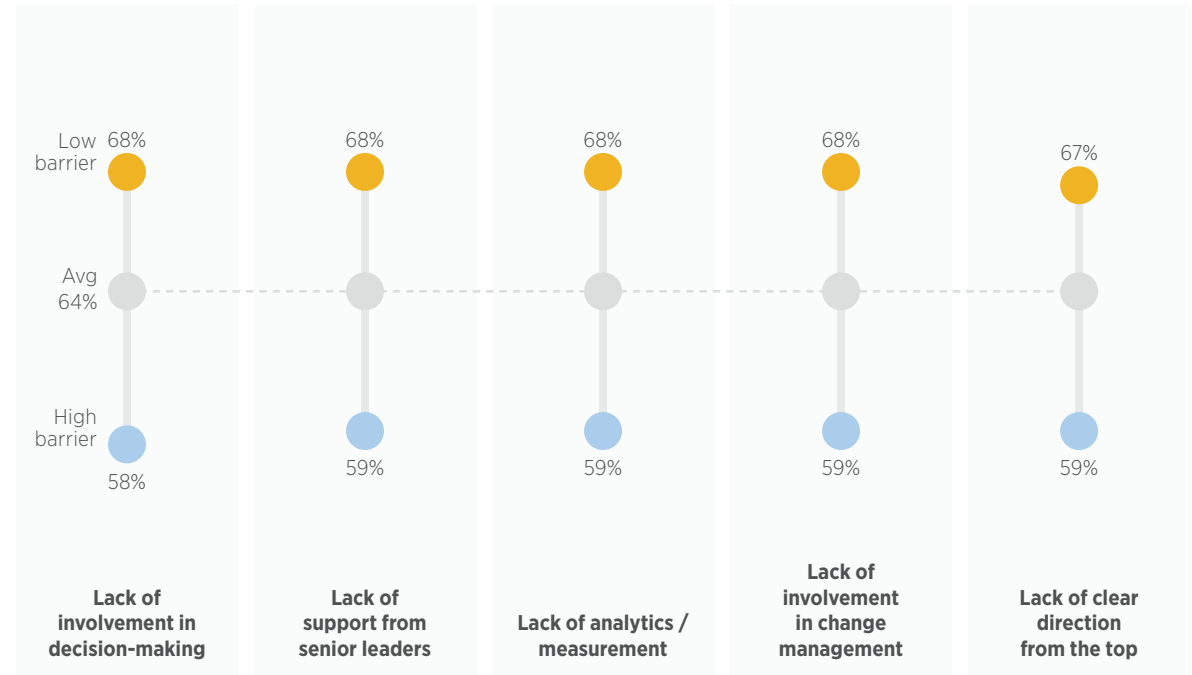 Low
barrier
68%
68%
68%
68%
67%
Avg
64%
High
barrier
58%
59%
59%
59%
59%
Lack of
involvement in
decision-making
Lack of
support from
senior leaders
Lack of analytics /
measurement
Lack of
involvement
in change
management
Lack of clear
direction
from the top